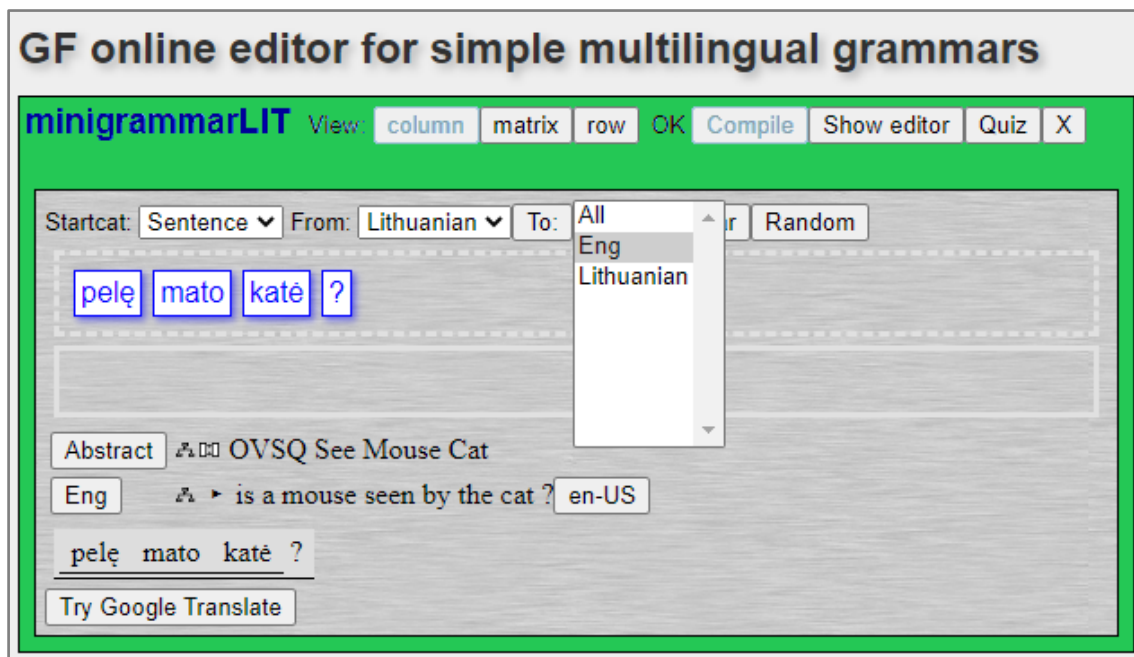 GF online editor for simple multilingual grammars
minigrammarLIT View: column matrix row OK Compile Show editor Quiz X
Startcat: Sentence From: Lithuanian To: All Random
Eng
Lithuanian
pelę mato katė ?
Abstract OVSQ See Mouse Cat
Eng is a mouse seen by the cat ? en-US
pelę mato katė ?
Try Google Translate